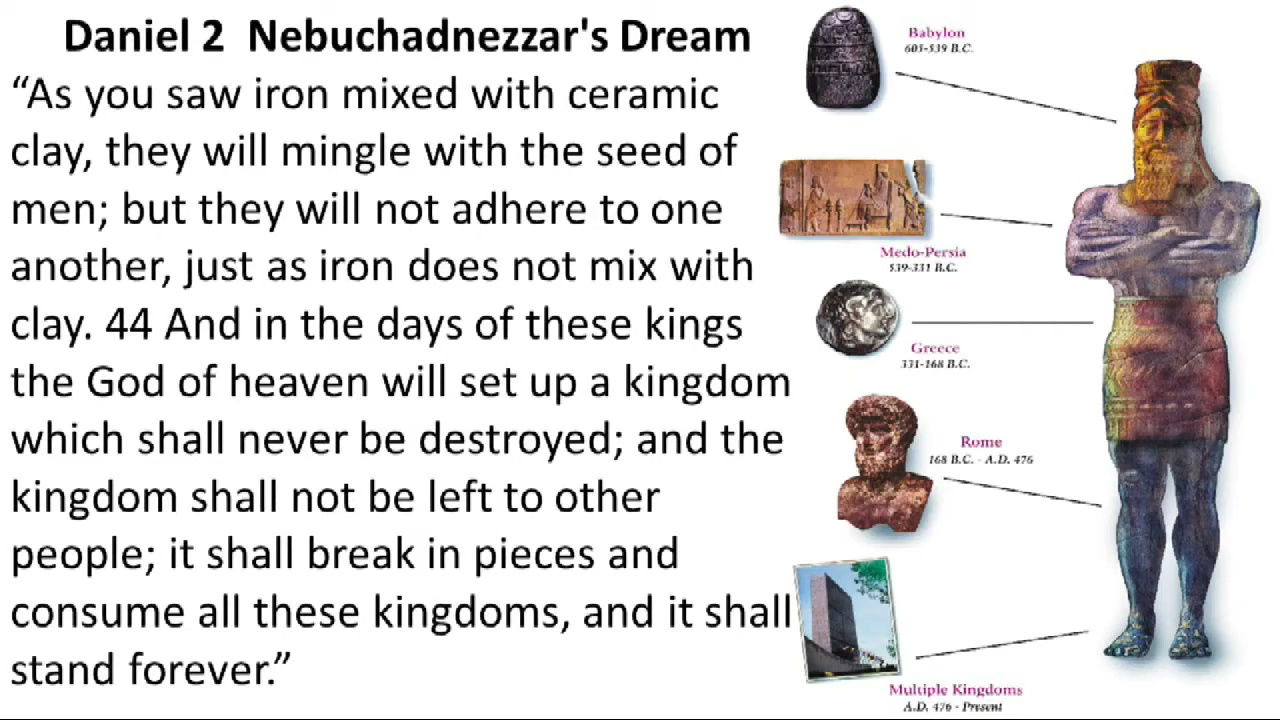 Daniel 2  Nebuchadnezzar's Dream
“As you saw iron mixed with ceramic
clay, they will mingle with the seed of
men; but they will not adhere to one
another, just as iron does not mix with
clay. 44 And in the days of these kings
the God of heaven will set up a kingdom
which shall never be destroyed; and the
kingdom shall not be left to other
people; it shall break in pieces and
consume all these kingdoms, and it shall
stand forever.”
Babylon
605-539 B.C.
Medo-Persia
539-331 B.C.
Greece
331-168 B.C.
Rome
168 B.C. - A.D. 476
Multiple Kingdoms
A.D. 476 - Present